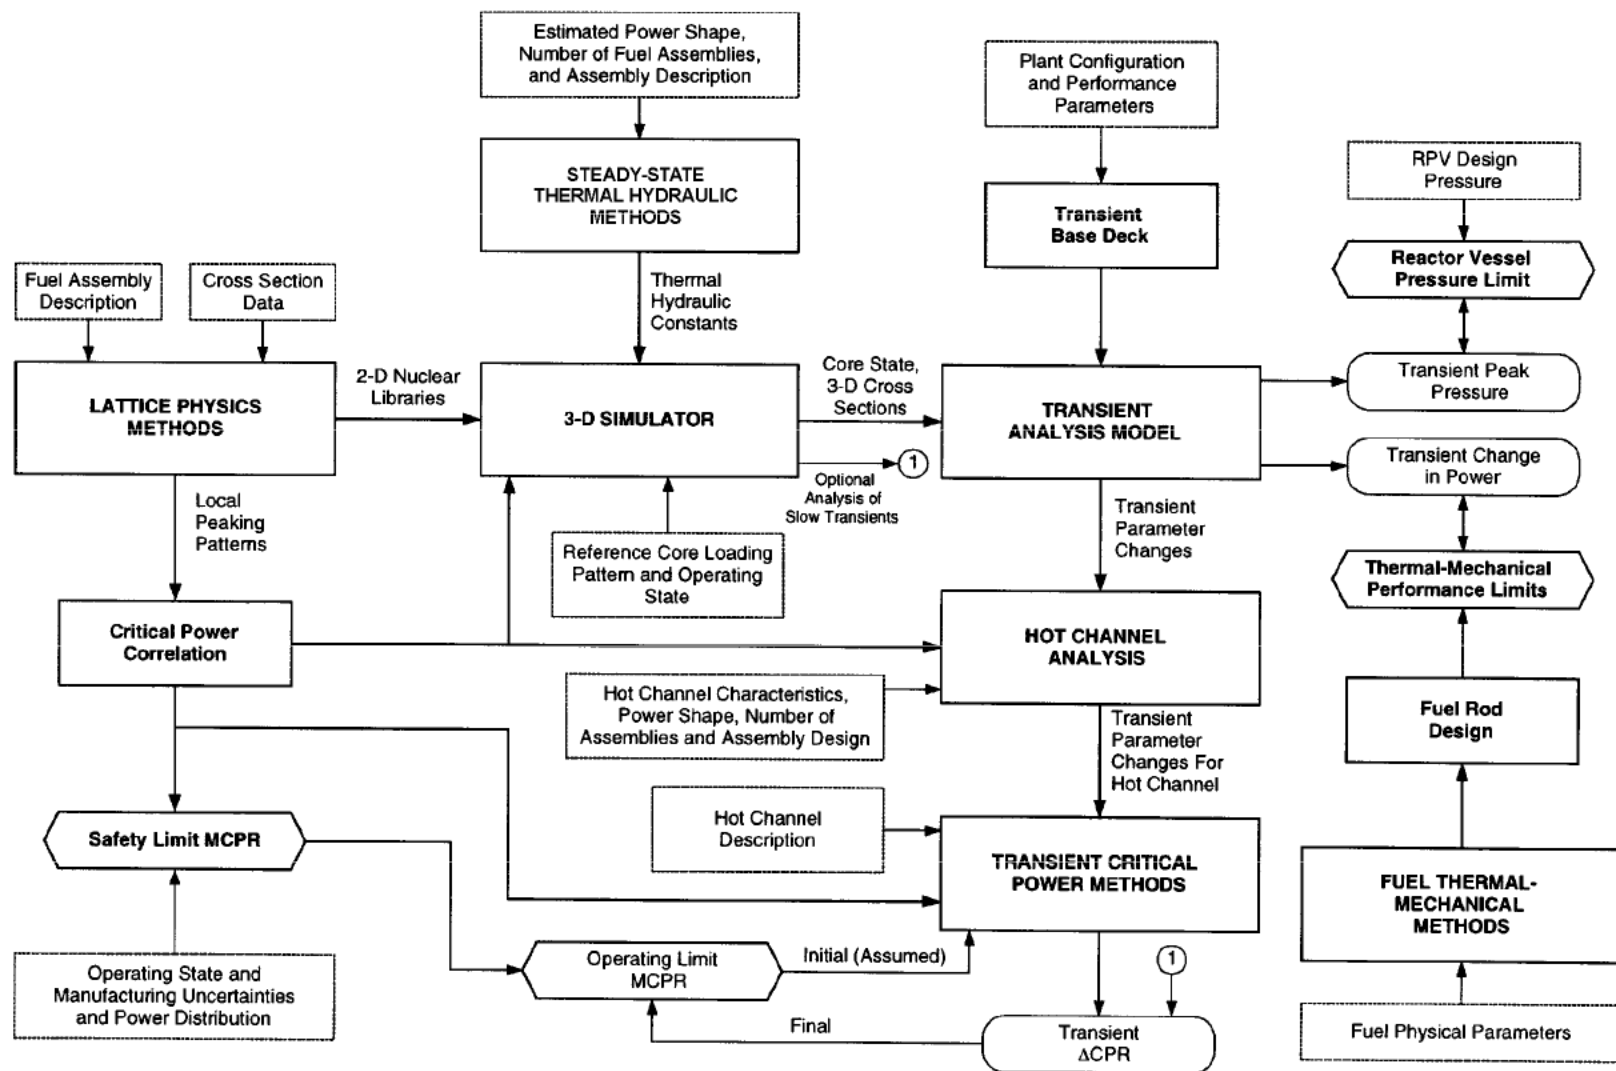 Estimated Power Shape,
Number of Fuel Assemblies,
and Assembly Description
Plant Configuration
and Performance
Parameters
RPV Design
Pressure
STEADY-STATE
THERMAL HYDRAULIC
METHODS
Transient
Base Deck
Reactor Vessel
Pressure Limit
Fuel Assembly
Description
Cross Section
Data
Thermal
Hydraulic
Constants
2-D Nuclear
Libraries
Core State,
3-D Cross
Sections
Transient Peak
Pressure
LATTICE PHYSICS
METHODS
3-D SIMULATOR
TRANSIENT
ANALYSIS MODEL
1
Optional
Analysis of
Slow Transients
Transient Change
in Power
Local
Peaking
Patterns
Transient
Parameter
Changes
Reference Core Loading
Pattern and Operating
State
Thermal-Mechanical
Performance Limits
Critical Power
Correlation
HOT CHANNEL
ANALYSIS
Hot Channel Characteristics,
Power Shape, Number of
Assemblies and Assembly Design
Transient
Parameter
Changes For
Hot Channel
Fuel Rod
Design
Hot Channel
Description
Safety Limit MCPR
TRANSIENT CRITICAL
POWER METHODS
FUEL THERMAL-
MECHANICAL
METHODS
Operating Limit
MCPR
Initial (Assumed)
1
Operating State and
Manufacturing Uncertainties
and Power Distribution
Final
Transient
ΔCPR
Fuel Physical Parameters